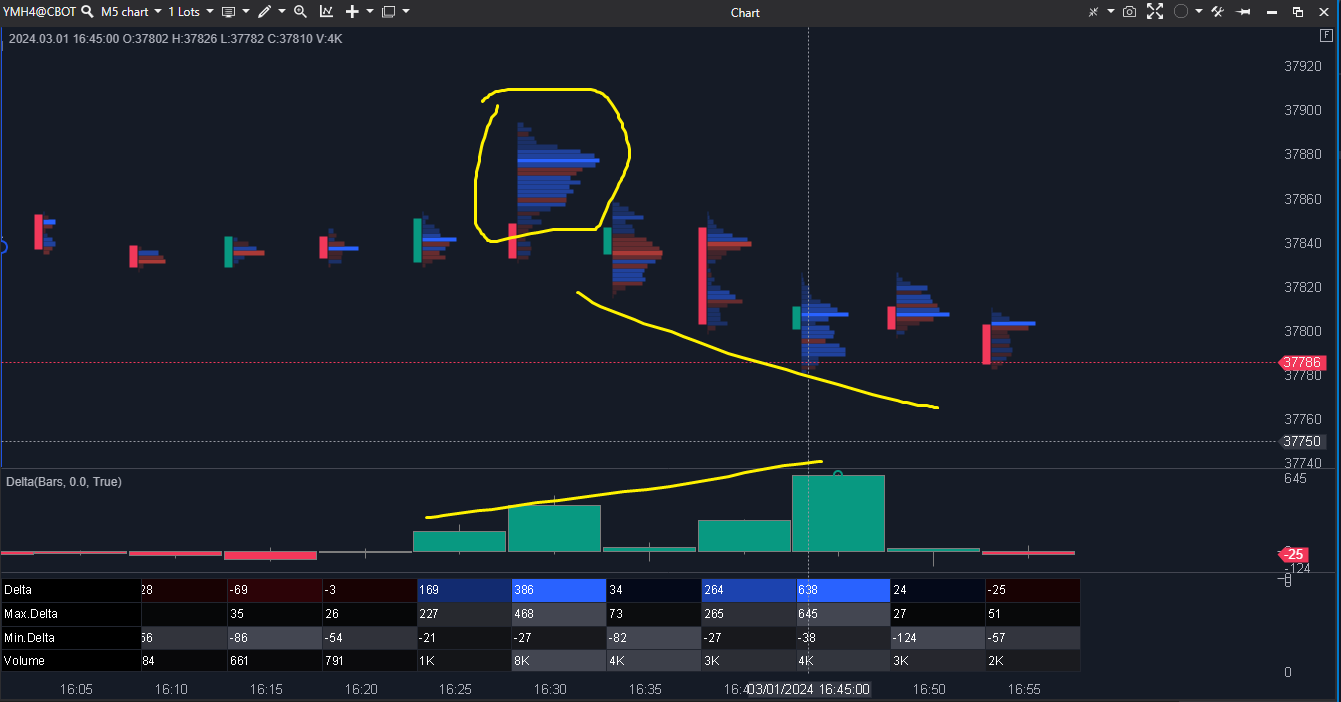 YMH4@CBOT M5 chart 1 Lots Chart
2024.03.01 16:45:00 O:37802 H:37826 L:37782 C:37810 V:4K
F
37920
37900
37880
37860
37840
37820
37800
37786
37780
37760
37750
37740
Delta(Bars, 0.0, True)
645
-25
-124
Delta 28 -69 -3 169 386 34 264 638 24 -25
Max.Delta 35 26 227 468 73 265 645 27 51
Min.Delta 56 -86 -54 -21 -27 -82 -27 -38 -124 -57
Volume 84 661 791 1K 8K 4K 3K 4K 3K 2K
0
16:05 16:10 16:15 16:20 16:25 16:30 16:35 16:4 03/01/2024 16:45:00 16:50 16:55